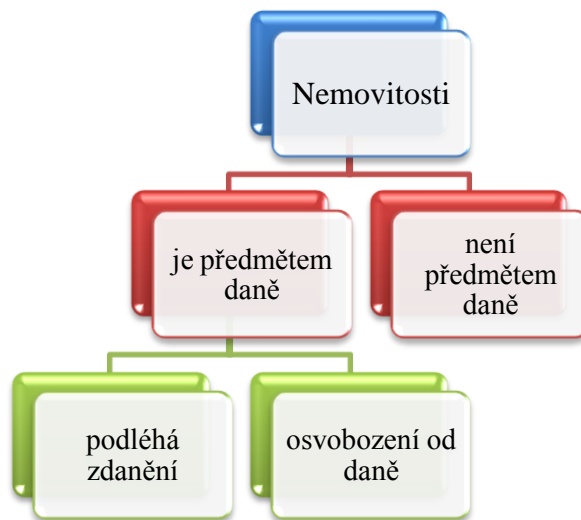 Nemovitosti
je předmětem
daně
není
předmětem
daně
podléhá
zdanění
osvobození od
daně